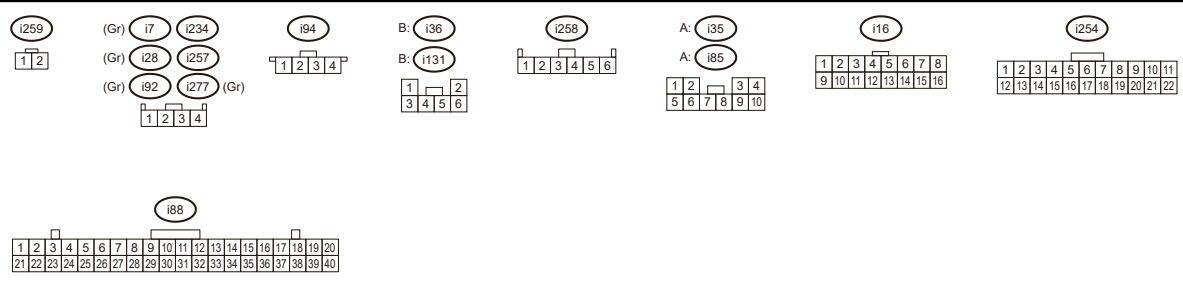 i259
1 2
(Gr) i7 i234
(Gr) i28 i257
(Gr) i92 i277 (Gr)
1 2 3 4
i94
1 2 3 4
B: i36
B: i131
1 2
3 4 5 6
i258
1 2 3 4 5 6
A: i35
A: i85
1 2 3 4
5 6 7 8 9 10
i16
1 2 3 4 5 6 7 8
9 10 11 12 13 14 15 16
i254
1 2 3 4 5 6 7 8 9 10 11
12 13 14 15 16 17 18 19 20 21 22
i88
1 2 3 4 5 6 7 8 9 10 11 12 13 14 15 16 17 18 19 20
21 22 23 24 25 26 27 28 29 30 31 32 33 34 35 36 37 38 39 40